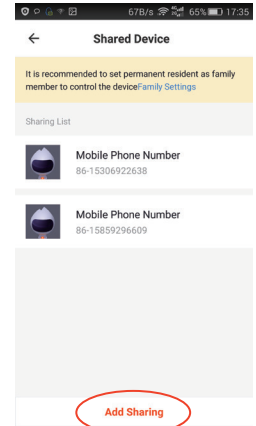 67B/s 65% 17:35
Shared Device
It is recommended to set permanent resident as family
member to control the deviceFamily Settings
Sharing List
Mobile Phone Number
86-15306922638
Mobile Phone Number
86-15859296609
Add Sharing